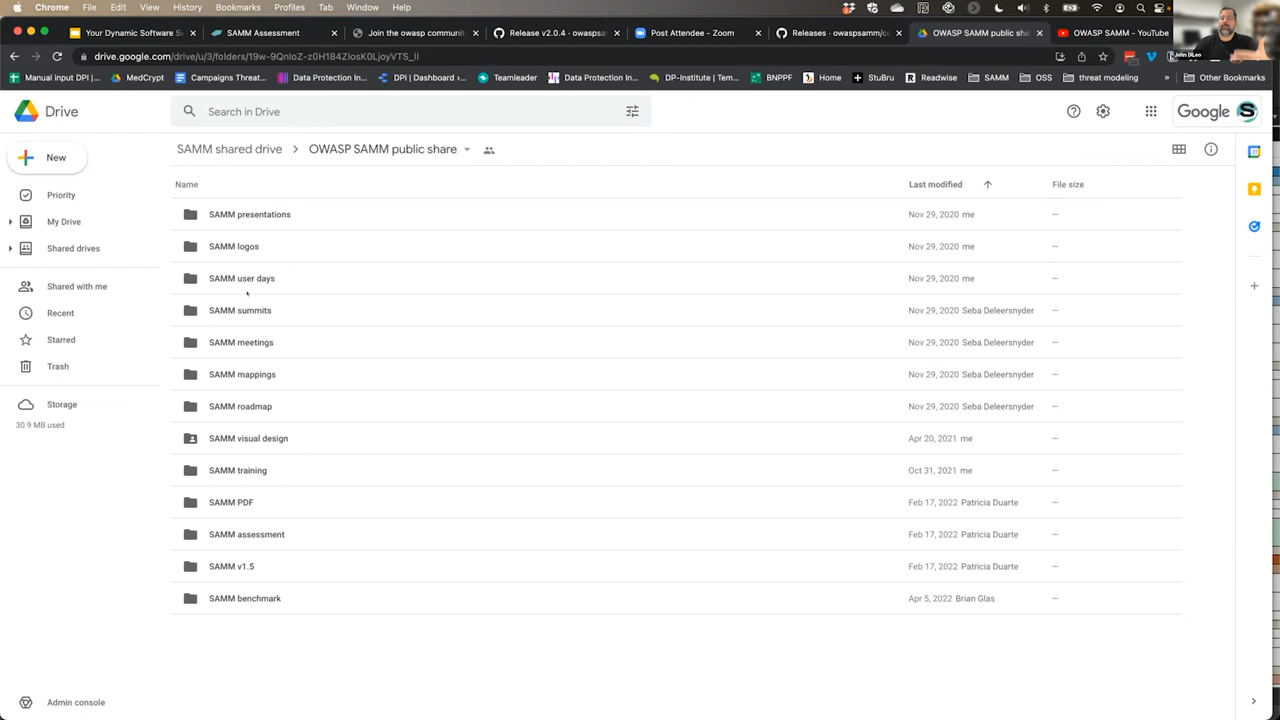 Chrome File Edit View History Bookmarks Profiles Tab Window Help
Your Dynamic Software S SAMM Assessment Join the owasp communit Release v2.0.4 · owaspsa Post Attendee - Zoom Releases · owaspsamm/co OWASP SAMM public sha OWASP SAMM - YouTube
drive.google.com/drive/u/3/folders/
Manual input DPI |… MedCrypt Campaigns Threat… Data Protection In… DPI | Dashboard ›… Teamleader Data Protection In… DP-Institute | Tem… BNPPF Home StuBru Readwise SAMM OSS threat modeling » Other Bookmarks
John DiLeo
Drive
Search in Drive
Google
New
SAMM shared drive > OWASP SAMM public share
Name Last modified File size
Priority
My Drive
Shared drives
Shared with me
Recent
Starred
Trash
Storage
30.9 MB used
Admin console
SAMM presentations Nov 29, 2020 me —
SAMM logos Nov 29, 2020 me —
SAMM user days Nov 29, 2020 me —
SAMM summits Nov 29, 2020 Seba Deleersnyder —
SAMM meetings Nov 29, 2020 Seba Deleersnyder —
SAMM mappings Nov 29, 2020 Seba Deleersnyder —
SAMM roadmap Nov 29, 2020 Seba Deleersnyder —
SAMM visual design Apr 20, 2021 me —
SAMM training Oct 31, 2021 me —
SAMM PDF Feb 17, 2022 Patricia Duarte —
SAMM assessment Feb 17, 2022 Patricia Duarte —
SAMM v1.5 Feb 17, 2022 Patricia Duarte —
SAMM benchmark Apr 5, 2022 Brian Glas —